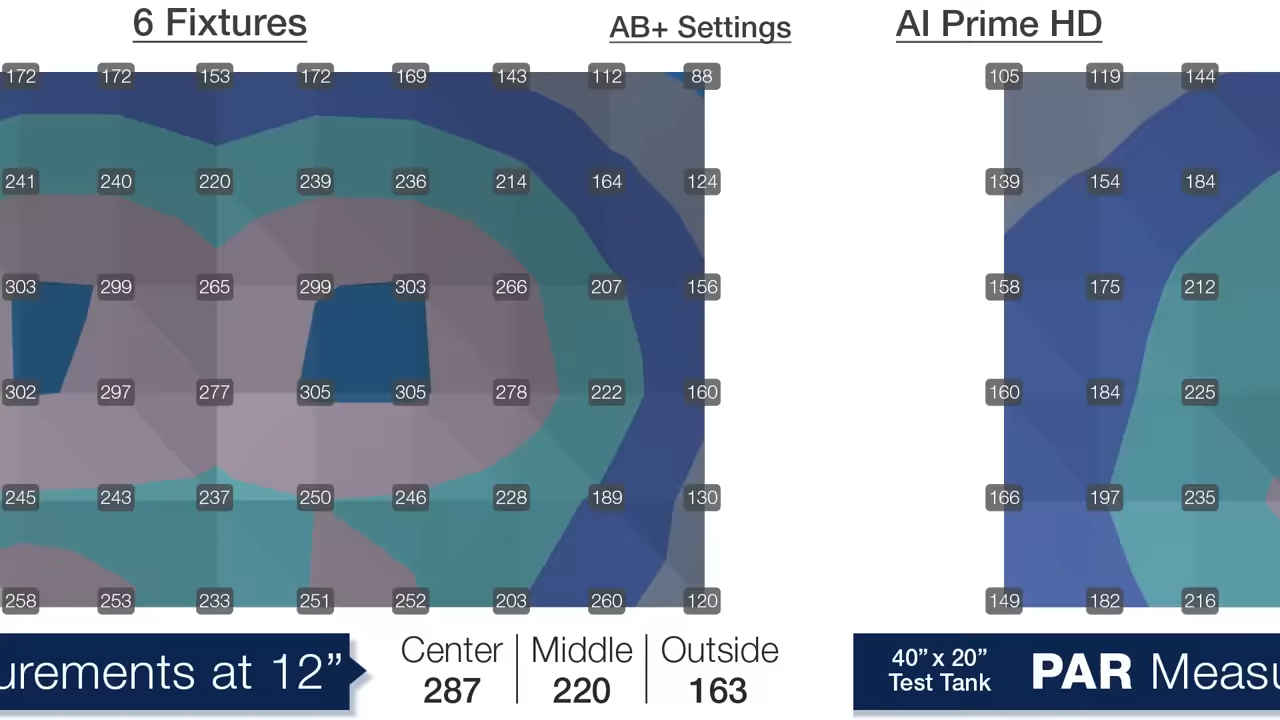 6 Fixtures AB+ Settings AI Prime HD
172 172 153 172 169 143 112 88 105 119 144
241 240 220 239 236 214 164 124 139 154 184
303 299 265 299 303 266 207 156 158 175 212
302 297 277 305 305 278 222 160 160 184 225
245 243 237 250 246 228 189 130 166 197 235
258 253 233 251 252 203 260 120 149 182 216
urements at 12”
Center Middle Outside
287 220 163
40” x 20”
Test Tank
PAR Measu